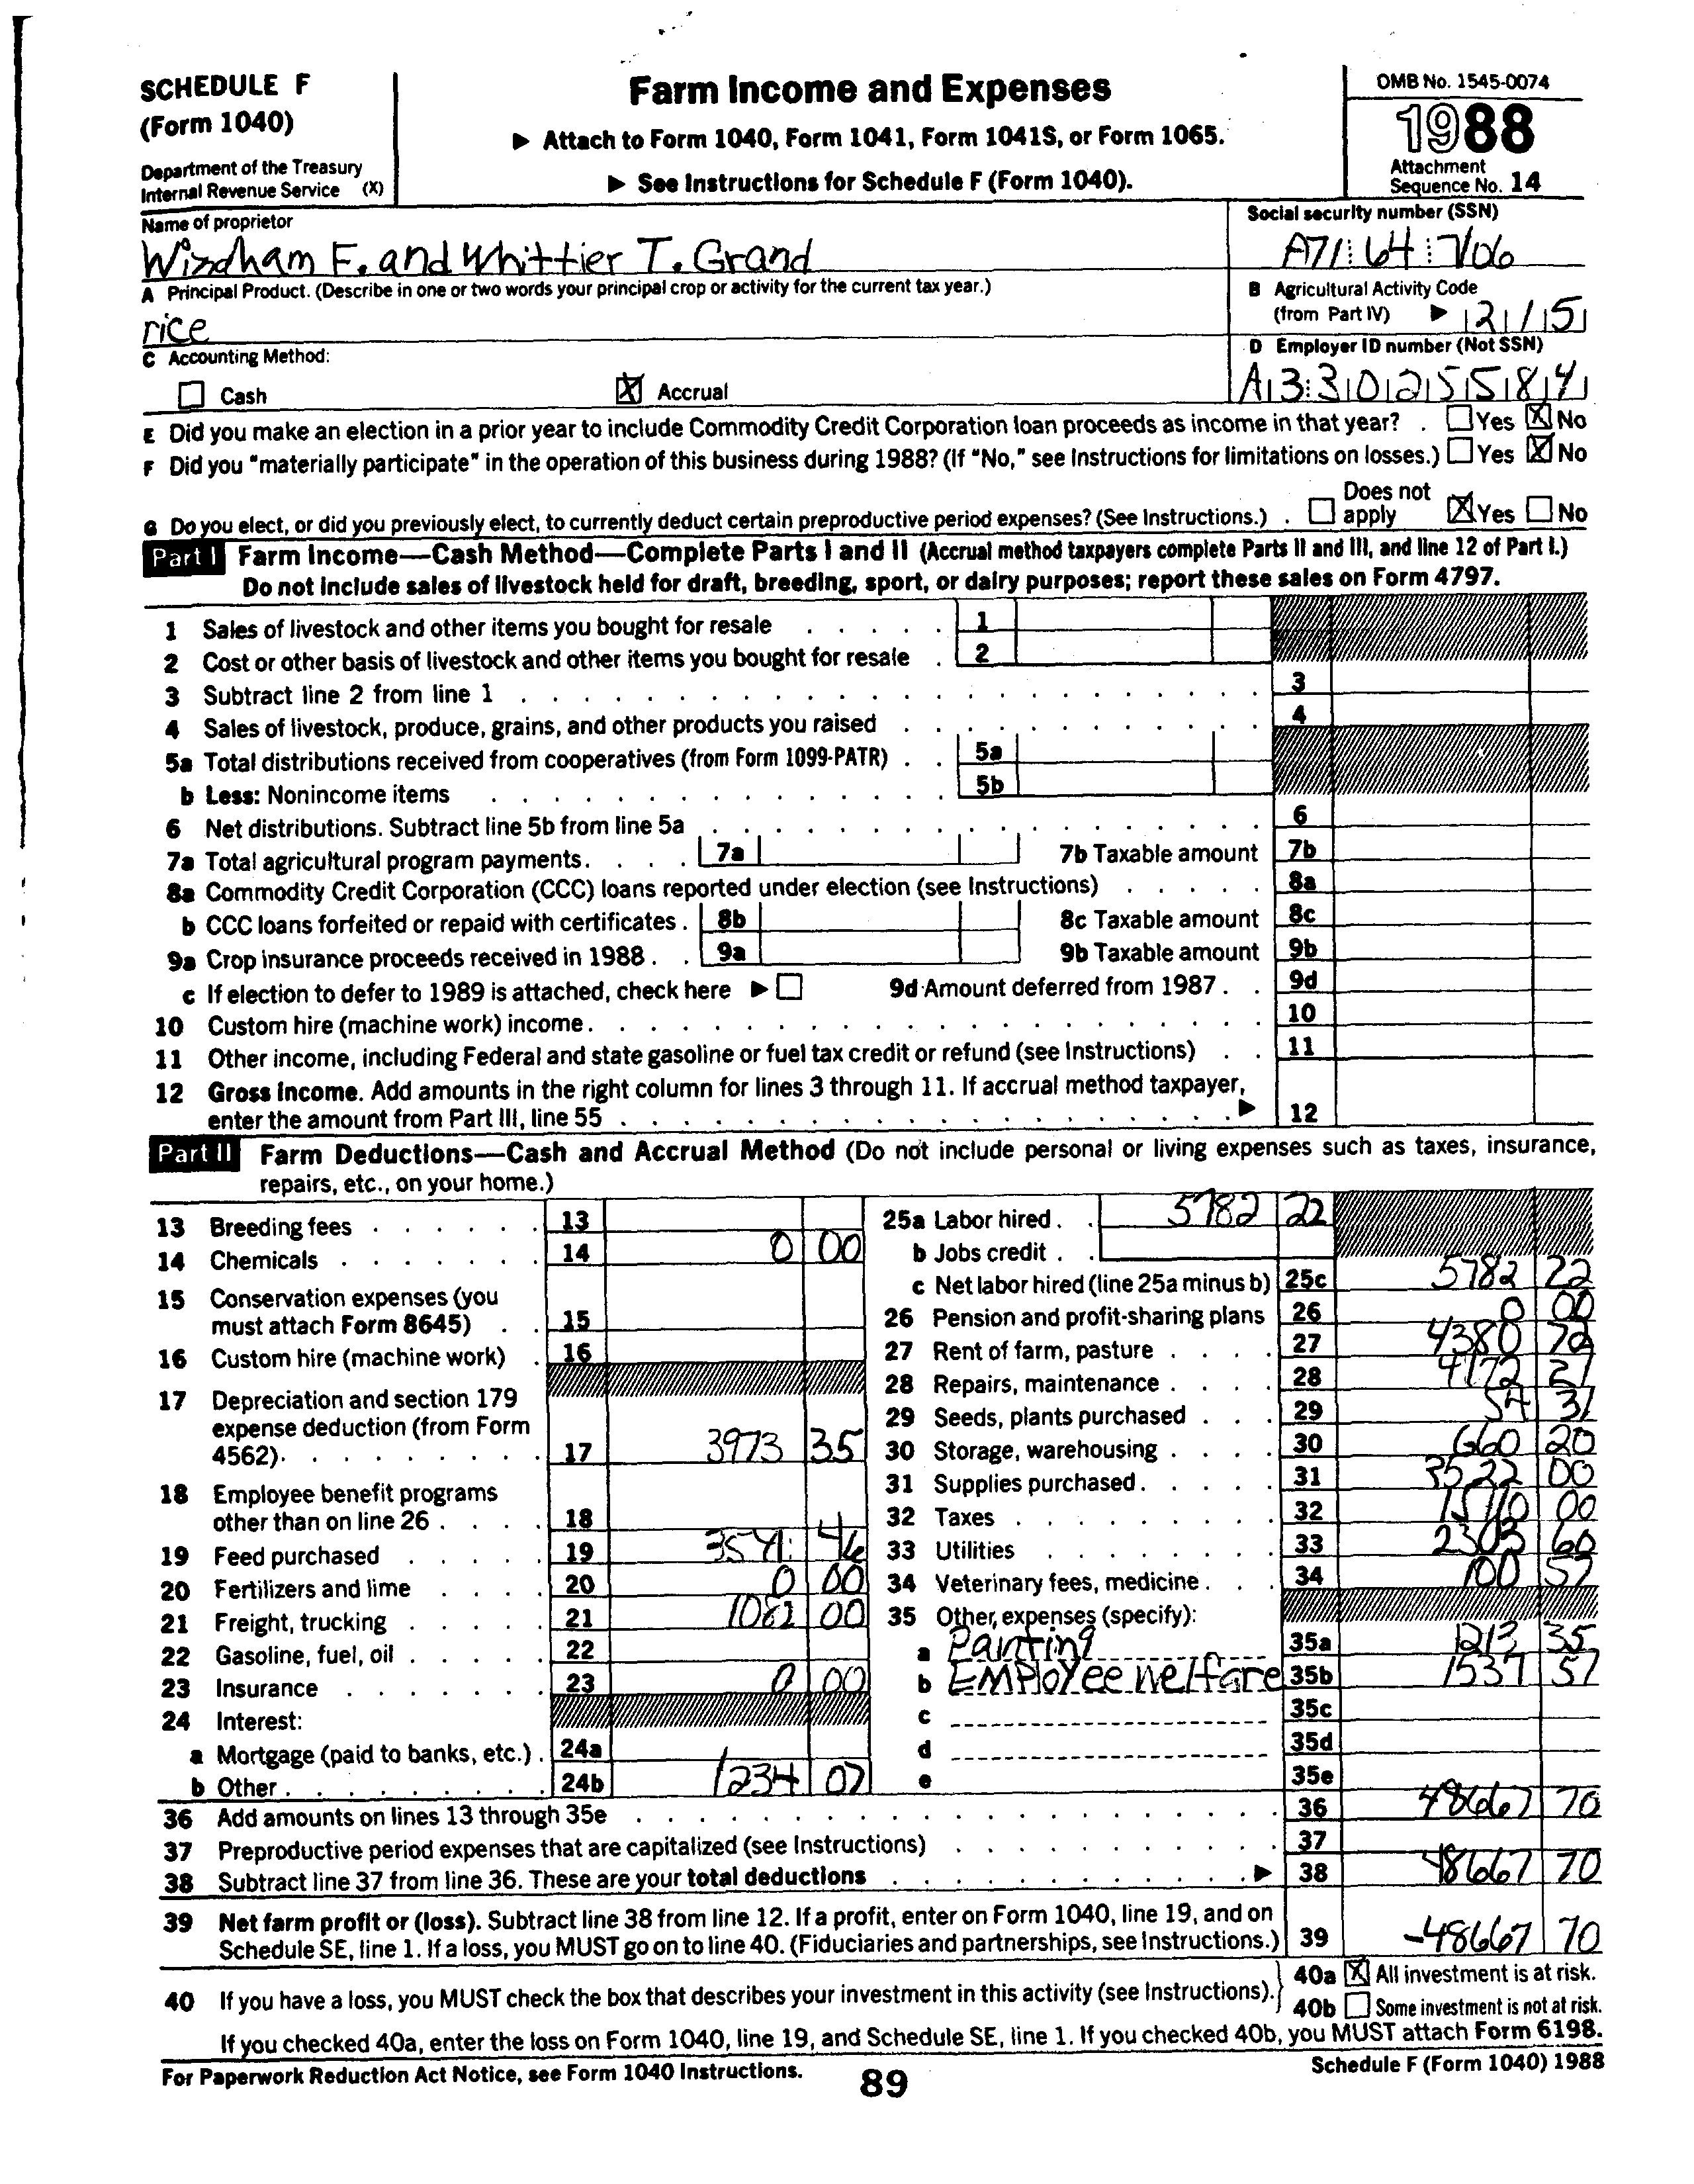 SCHEDULE F
(Form 1040)
Department of the Treasury
Internal Revenue Service (X)
Farm Income and Expenses
▶ Attach to Form 1040, Form 1041, Form 1041S, or Form 1065.
▶ See Instructions for Schedule F (Form 1040).
OMB No. 1545-0074
1988
Attachment
Sequence No. 14
Name of proprietor
Windham F. and Whittier T. Grand
Social security number (SSN)
A71 64 7106
A Principal Product. (Describe in one or two words your principal crop or activity for the current tax year.)
rice
B Agricultural Activity Code
(from Part IV) ▶ 2 1 5
C Accounting Method:
Cash
Accrual
D Employer ID number (Not SSN)
A 3 3 0 2 5 5 8 4
E Did you make an election in a prior year to include Commodity Credit Corporation loan proceeds as income in that year? . Yes X No
F Did you "materially participate" in the operation of this business during 1988? (If "No," see Instructions for limitations on losses.) Yes X No
G Do you elect, or did you previously elect, to currently deduct certain preproductive period expenses? (See Instructions.) . Does not apply X Yes No
Part I Farm Income—Cash Method—Complete Parts I and II (Accrual method taxpayers complete Parts II and III, and line 12 of Part I.)
Do not include sales of livestock held for draft, breeding, sport, or dairy purposes; report these sales on Form 4797.
1 Sales of livestock and other items you bought for resale 1
2 Cost or other basis of livestock and other items you bought for resale 2
3 Subtract line 2 from line 1 3
4 Sales of livestock, produce, grains, and other products you raised 4
5a Total distributions received from cooperatives (from Form 1099-PATR) 5a
b Less: Nonincome items 5b
6 Net distributions. Subtract line 5b from line 5a 6
7a Total agricultural program payments. 7a 7b Taxable amount 7b
8a Commodity Credit Corporation (CCC) loans reported under election (see Instructions) 8a
b CCC loans forfeited or repaid with certificates . 8b 8c Taxable amount 8c
9a Crop insurance proceeds received in 1988 . 9a 9b Taxable amount 9b
c If election to defer to 1989 is attached, check here ▶ 9d Amount deferred from 1987 . 9d
10 Custom hire (machine work) income . 10
11 Other income, including Federal and state gasoline or fuel tax credit or refund (see Instructions) 11
12 Gross income. Add amounts in the right column for lines 3 through 11. If accrual method taxpayer,
enter the amount from Part III, line 55 ▶ 12
Part II Farm Deductions—Cash and Accrual Method (Do not include personal or living expenses such as taxes, insurance,
repairs, etc., on your home.)
13 Breeding fees 13
14 Chemicals 14 0 00
15 Conservation expenses (you
must attach Form 8645) 15
16 Custom hire (machine work) 16
17 Depreciation and section 179
expense deduction (from Form
4562). 17 3973 35
18 Employee benefit programs
other than on line 26 18
19 Feed purchased 19 3541 46
20 Fertilizers and lime 20 0 00
21 Freight, trucking 21 1082 00
22 Gasoline, fuel, oil 22
23 Insurance 23 0 00
24 Interest:
a Mortgage (paid to banks, etc.) . 24a
b Other . 24b 1234 07
25a Labor hired . 5782 22
b Jobs credit .
c Net labor hired (line 25a minus b) 25c 5782 22
26 Pension and profit-sharing plans 26 0 00
27 Rent of farm, pasture 27 4380 72
28 Repairs, maintenance 28 4172 21
29 Seeds, plants purchased 29 54 31
30 Storage, warehousing 30 660 20
31 Supplies purchased . 31 3522 00
32 Taxes 32 00
33 Utilities 33 2303 60
34 Veterinary fees, medicine . 34 100 57
35 Other expenses (specify):
a Painting 35a 1213 35
b Employee welfare 35b 1537 57
c 35c
d 35d
e 35e
36 Add amounts on lines 13 through 35e 36 48667 70
37 Preproductive period expenses that are capitalized (see Instructions) 37
38 Subtract line 37 from line 36. These are your total deductions ▶ 38 48667 70
39 Net farm profit or (loss). Subtract line 38 from line 12. If a profit, enter on Form 1040, line 19, and on
Schedule SE, line 1. If a loss, you MUST go on to line 40. (Fiduciaries and partnerships, see Instructions.) 39 -48667 70
40 If you have a loss, you MUST check the box that describes your investment in this activity (see Instructions).
40a X All investment is at risk.
40b Some investment is not at risk.
If you checked 40a, enter the loss on Form 1040, line 19, and Schedule SE, line 1. If you checked 40b, you MUST attach Form 6198.
For Paperwork Reduction Act Notice, see Form 1040 Instructions.
89
Schedule F (Form 1040) 1988